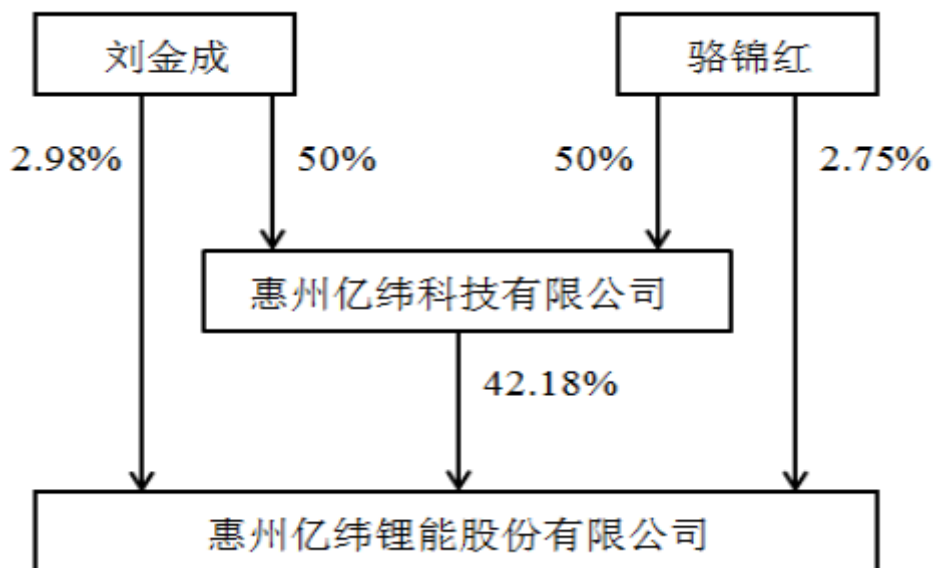 刘金成
骆锦红
2.98%
50%
50%
2.75%
惠州亿纬科技有限公司
42.18%
惠州亿纬锂能股份有限公司